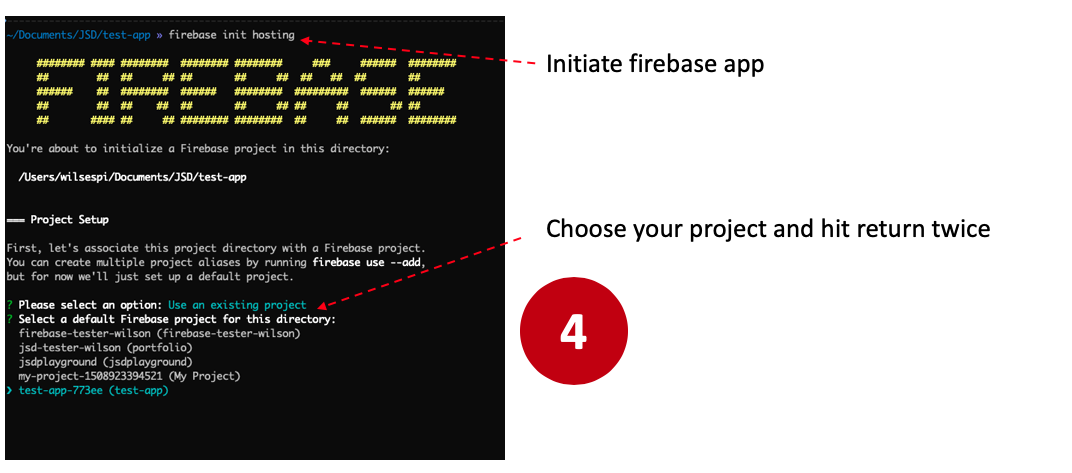 ~/Documents/JSD/test-app » firebase init hosting
Initiate firebase app
FIREBASE
You're about to initialize a Firebase project in this directory:
/Users/wilsespi/Documents/JSD/test-app
=== Project Setup
First, let's associate this project directory with a Firebase project.
You can create multiple project aliases by running firebase use --add,
but for now we'll just set up a default project.
Choose your project and hit return twice
? Please select an option: Use an existing project
? Select a default Firebase project for this directory:
firebase-tester-wilson (firebase-tester-wilson)
jsd-tester-wilson (portfolio)
jsdplayground (jsdplayground)
my-project-1508923394521 (My Project)
❯ test-app-773ee (test-app)
4